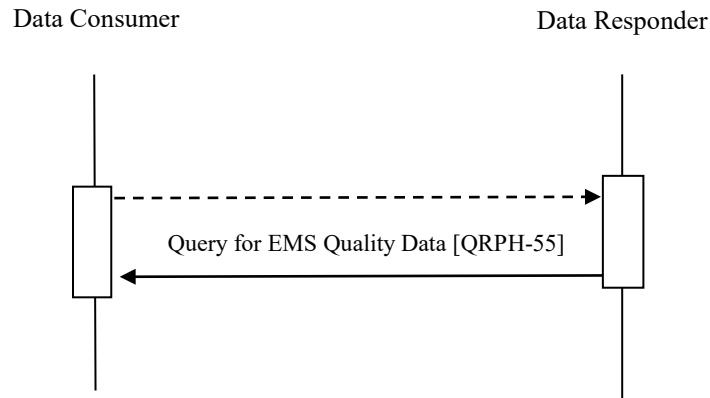 Data Consumer
Data Responder
Query for EMS Quality Data [QRPH-55]